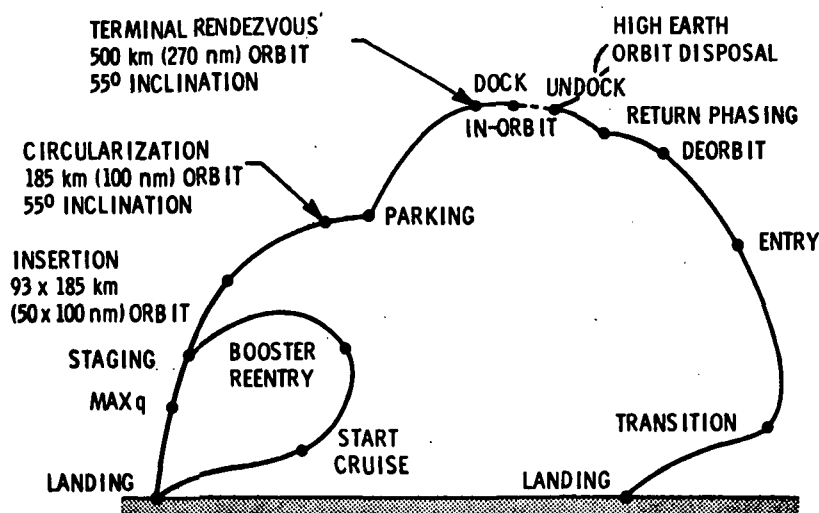 TERMINAL RENDEZVOUS
500 km (270 nm) ORBIT
55º INCLINATION
HIGH EARTH
ORBIT DISPOSAL
DOCK
UNDOCK
IN-ORBIT
RETURN PHASING
DEORBIT
CIRCULARIZATION
185 km (100 nm) ORBIT
55º INCLINATION
PARKING
ENTRY
INSERTION
93 x 185 km
(50 x 100 nm) ORBIT
STAGING
BOOSTER
REENTRY
MAX q
TRANSITION
START
CRUISE
LANDING
LANDING